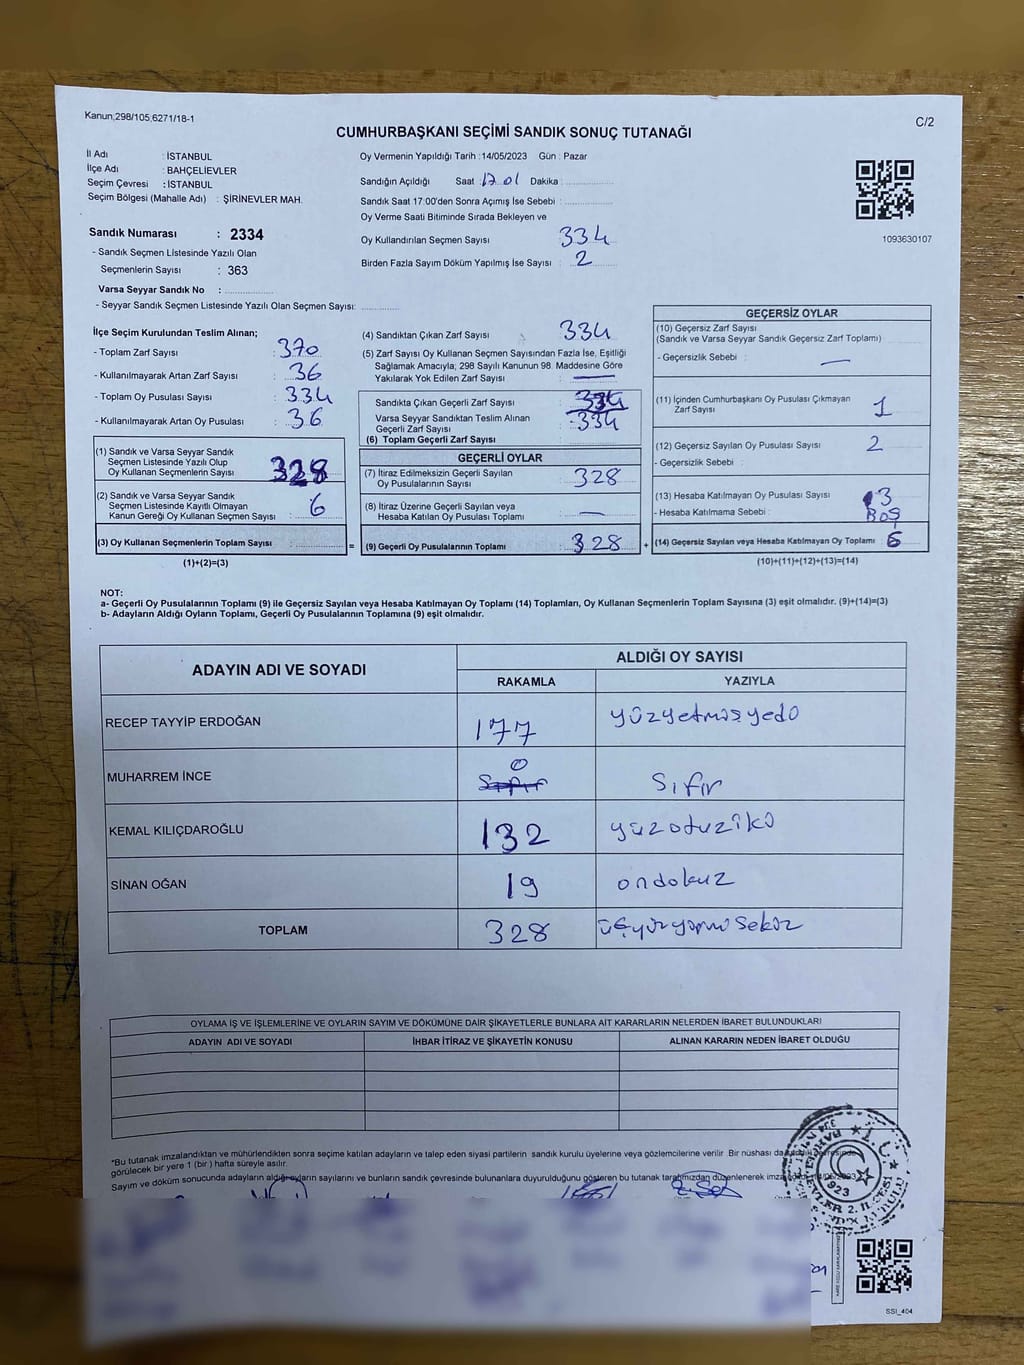 Kanun;298/105;6271/18-1
C/2
CUMHURBAŞKANI SEÇİMİ SANDIK SONUÇ TUTANAĞI
İl Adı : İSTANBUL
İlçe Adı : BAHÇELİEVLER
Seçim Çevresi : İSTANBUL
Seçim Bölgesi (Mahalle Adı) : ŞİRİNEVLER MAH.
Oy Vermenin Yapıldığı Tarih :14/05/2023 Gün : Pazar
Sandığın Açıldığı Saat : 17 01 Dakika :
Sandık Saat 17:00'den Sonra Açımış İse Sebebi :
Oy Verme Saati Bitiminde Sırada Bekleyen ve
Oy Kullandırılan Seçmen Sayısı 334
Birden Fazla Sayım Döküm Yapılmış İse Sayısı : 2
1093630107
Sandık Numarası : 2334
- Sandık Seçmen Listesinde Yazılı Olan
Seçmenlerin Sayısı : 363
Varsa Seyyar Sandık No :
- Seyyar Sandık Seçmen Listesinde Yazılı Olan Seçmen Sayısı:
İlçe Seçim Kurulundan Teslim Alınan;
- Toplam Zarf Sayısı : 370
- Kullanılmayarak Artan Zarf Sayısı : 36
- Toplam Oy Pusulası Sayısı : 334
- Kullanılmayarak Artan Oy Pusulası : 36
(1) Sandık ve Varsa Seyyar Sandık
Seçmen Listesinde Yazılı Olup
Oy Kullanan Seçmenlerin Sayısı : 328
(2) Sandık ve Varsa Seyyar Sandık
Seçmen Listesinde Kayıtlı Olmayan
Kanun Gereği Oy Kullanan Seçmen Sayısı : 6
(3) Oy Kullanan Seçmenlerin Toplam Sayısı :
(1)+(2)=(3)
(4) Sandıktan Çıkan Zarf Sayısı : 334
(5) Zarf Sayısı Oy Kullanan Seçmen Sayısından Fazla İse, Eşitliği
Sağlamak Amacıyla; 298 Sayılı Kanunun 98. Maddesine Göre
Yakılarak Yok Edilen Zarf Sayısı :
Sandıkta Çıkan Geçerli Zarf Sayısı : 334
Varsa Seyyar Sandıktan Teslim Alınan
Geçerli Zarf Sayısı : 334
(6) Toplam Geçerli Zarf Sayısı :
GEÇERLİ OYLAR
(7) İtiraz Edilmeksizin Geçerli Sayılan
Oy Pusulalarının Sayısı : 328
(8) İtiraz Üzerine Geçerli Sayılan veya
Hesaba Katılan Oy Pusulası Toplamı :
(9) Geçerli Oy Pusulalarının Toplamı : 328
GEÇERSİZ OYLAR
(10) Geçersiz Zarf Sayısı
(Sandık ve Varsa Seyyar Sandık Geçersiz Zarf Toplamı)
- Geçersizlik Sebebi :
(11) İçinden Cumhurbaşkanı Oy Pusulası Çıkmayan
Zarf Sayısı : 1
(12) Geçersiz Sayılan Oy Pusulası Sayısı : 2
- Geçersizlik Sebebi :
(13) Hesaba Katılmayan Oy Pusulası Sayısı : 3
- Hesaba Katılmama Sebebi : BOŞ
(14) Geçersiz Sayılan veya Hesaba Katılmayan Oy Toplamı : 6
(10)+(11)+(12)+(13)=(14)
NOT:
a- Geçerli Oy Pusulalarının Toplamı (9) ile Geçersiz Sayılan veya Hesaba Katılmayan Oy Toplamı (14) Toplamları, Oy Kullanan Seçmenlerin Toplam Sayısına (3) eşit olmalıdır. (9)+(14)=(3)
b- Adayların Aldığı Oyların Toplamı, Geçerli Oy Pusulalarının Toplamına (9) eşit olmalıdır.
ADAYIN ADI VE SOYADI ALDIĞI OY SAYISI
RAKAMLA YAZIYLA
RECEP TAYYİP ERDOĞAN 177 yüzyetmişyedo
MUHARREM İNCE 0 Sıfır Sıfır
KEMAL KILIÇDAROĞLU 132 yüzotuzikö
SİNAN OĞAN 19 ondokuz
TOPLAM 328 üçyüzyirmi sekiz
OYLAMA İŞ VE İŞLEMLERİNE VE OYLARIN SAYIM VE DÖKÜMÜNE DAİR ŞİKAYETLERLE BUNLARA AİT KARARLARIN NELERDEN İBARET BULUNDUKLARI
ADAYIN ADI VE SOYADI İHBAR İTİRAZ VE ŞİKAYETİN KONUSU ALINAN KARARIN NEDEN İBARET OLDUĞU
*Bu tutanak imzalandıktan ve mühürlendikten sonra seçime katılan adayların ve talep eden siyasi partilerin sandık kurulu üyelerine veya gözlemcilerine verilir. Bir nüshası da
görülecek bir yere 1 (bir ) hafta süreyle asılır.
Sayım ve döküm sonucunda adayların aldığı oyların sayılarını ve bunların sandık çevresinde bulunanlara duyurulduğunu gösteren bu tutanak tarafımızdan düzenlenerek
SSİ_404